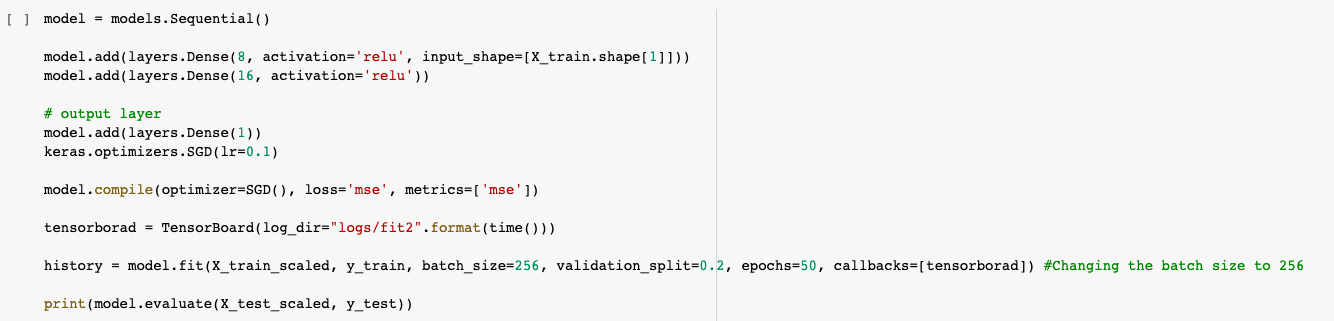 [ ] model = models.Sequential()
model.add(layers.Dense(8, activation='relu', input_shape=[X_train.shape[1]]))
model.add(layers.Dense(16, activation='relu'))
# output layer
model.add(layers.Dense(1))
keras.optimizers.SGD(lr=0.1)
model.compile(optimizer=SGD(), loss='mse', metrics=['mse'])
tensorborad = TensorBoard(log_dir="logs/fit2".format(time()))
history = model.fit(X_train_scaled, y_train, batch_size=256, validation_split=0.2, epochs=50, callbacks=[tensorborad]) #Changing the batch size to 256
print(model.evaluate(X_test_scaled, y_test))